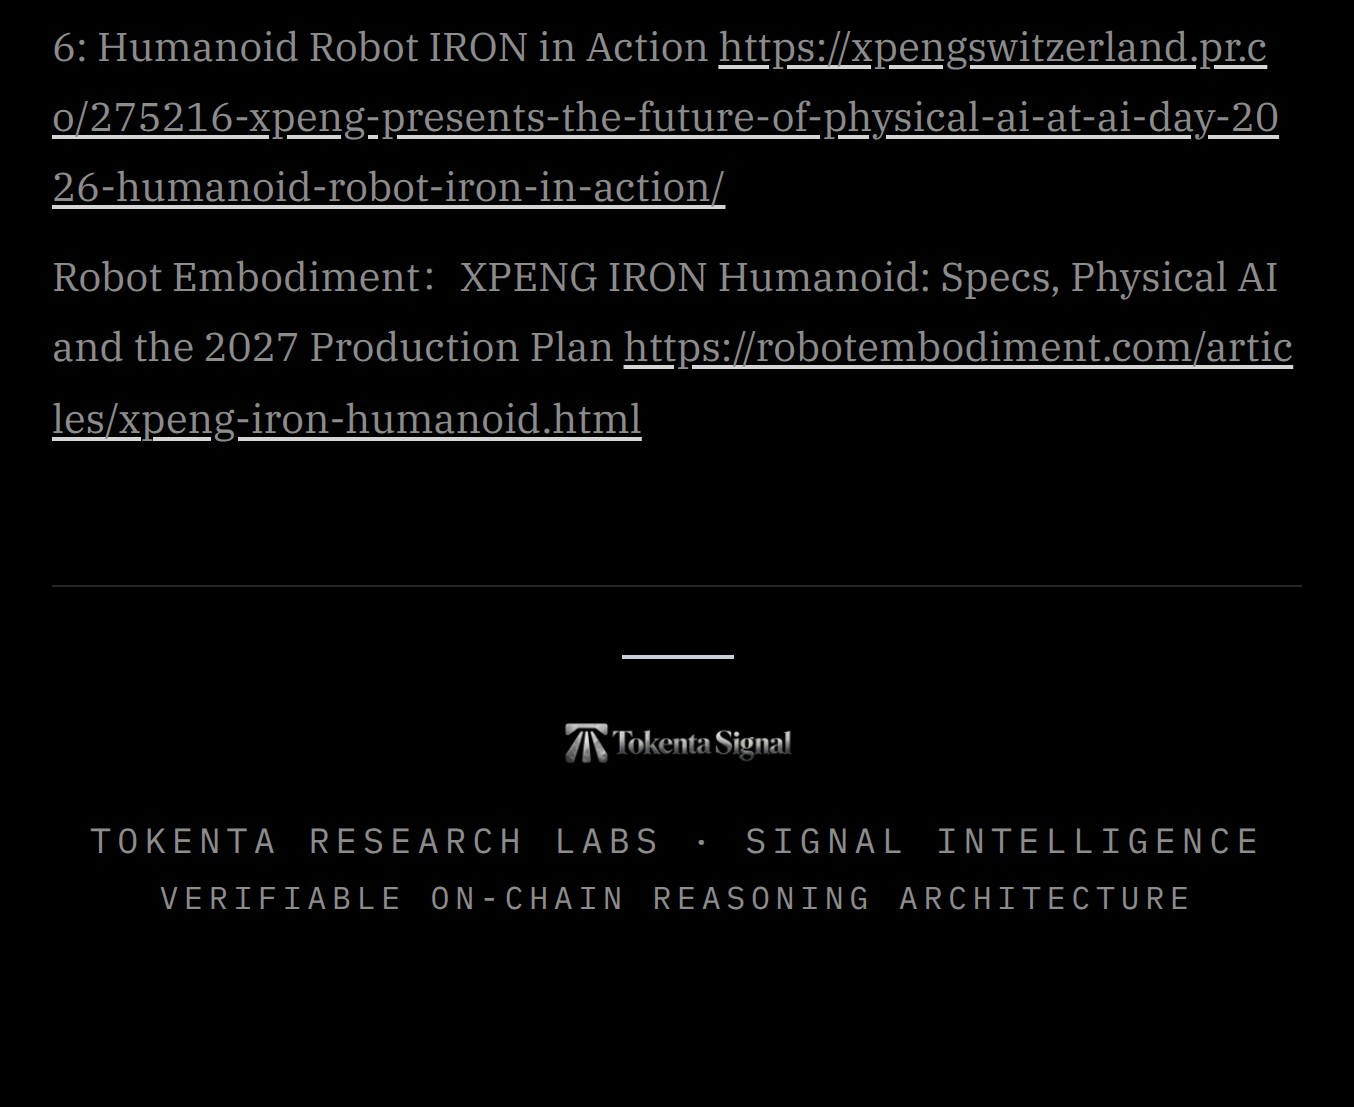 6: Humanoid Robot IRON in Action https://xpengswitzerland.pr.c
o/275216-xpeng-presents-the-future-of-physical-ai-at-ai-day-20
26-humanoid-robot-iron-in-action/
Robot Embodiment： XPENG IRON Humanoid: Specs, Physical AI
and the 2027 Production Plan https://robotembodiment.com/artic
les/xpeng-iron-humanoid.html
Tokenta Signal
TOKENTA RESEARCH LABS · SIGNAL INTELLIGENCE
VERIFIABLE ON-CHAIN REASONING ARCHITECTURE